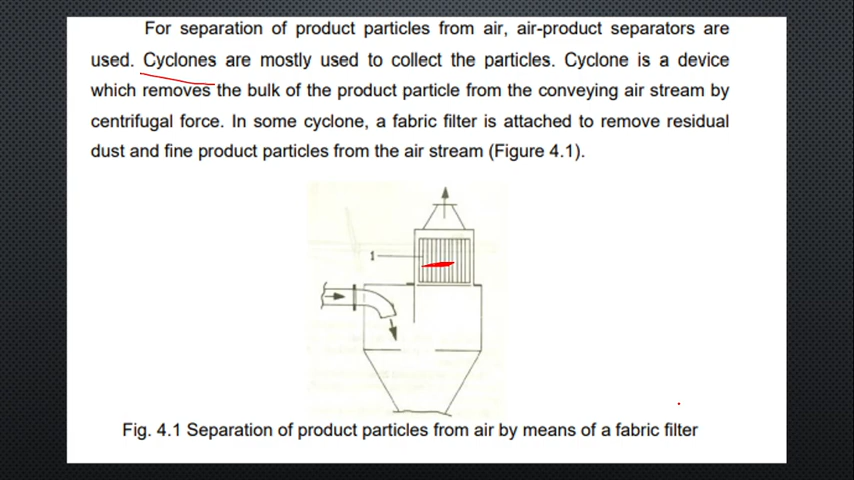 For separation of product particles from air, air-product separators are
used. Cyclones are mostly used to collect the particles. Cyclone is a device
which removes the bulk of the product particle from the conveying air stream by
centrifugal force. In some cyclone, a fabric filter is attached to remove residual
dust and fine product particles from the air stream (Figure 4.1).
1
Fig. 4.1 Separation of product particles from air by means of a fabric filter